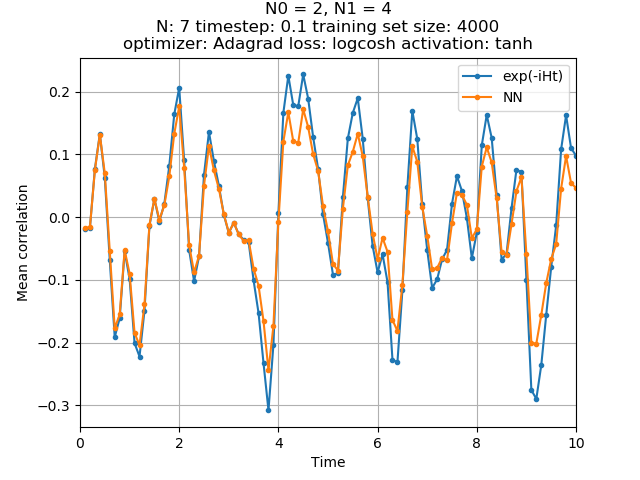 N0 = 2, N1 = 4
N: 7 timestep: 0.1 training set size: 4000
optimizer: Adagrad loss: logcosh activation: tanh
exp(-iHt)
NN
0.2
0.1
0.0
−0.1
−0.2
−0.3
Mean correlation
0 2 4 6 8 10
Time